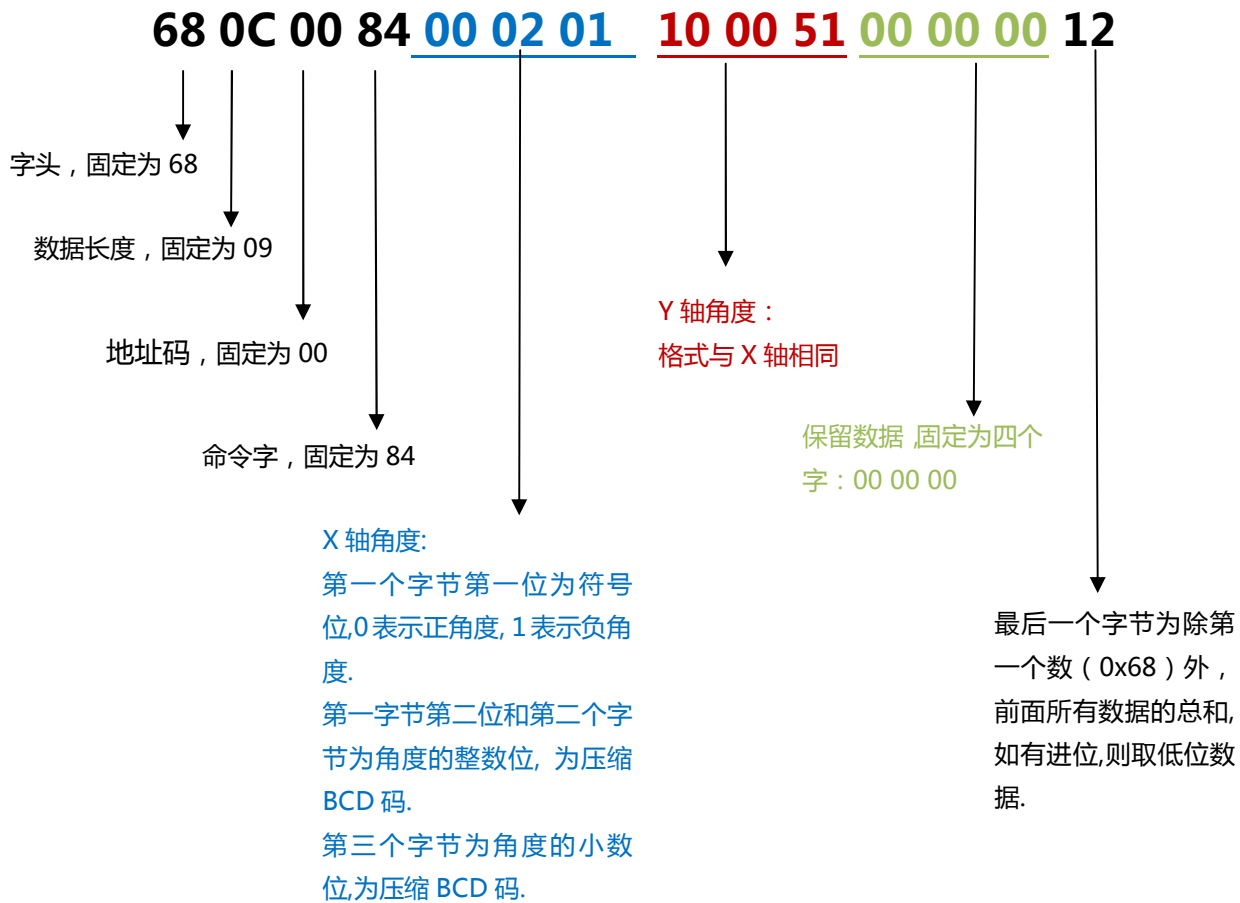 68 0C 00 84 00 02 01 10 00 51 00 00 00 12
字头，固定为 68
数据长度，固定为 09
地址码，固定为 00
命令字，固定为 84
X 轴角度:
第一个字节第一位为符号
位,0 表示正角度, 1 表示负角
度.
第一字节第二位和第二个字
节为角度的整数位, 为压缩
BCD 码.
第三个字节为角度的小数
位,为压缩 BCD 码.
Y 轴角度：
格式与 X 轴相同
保留数据 ,固定为四个
字：00 00 00
最后一个字节为除第
一个数（0x68）外，
前面所有数据的总和,
如有进位,则取低位数
据.